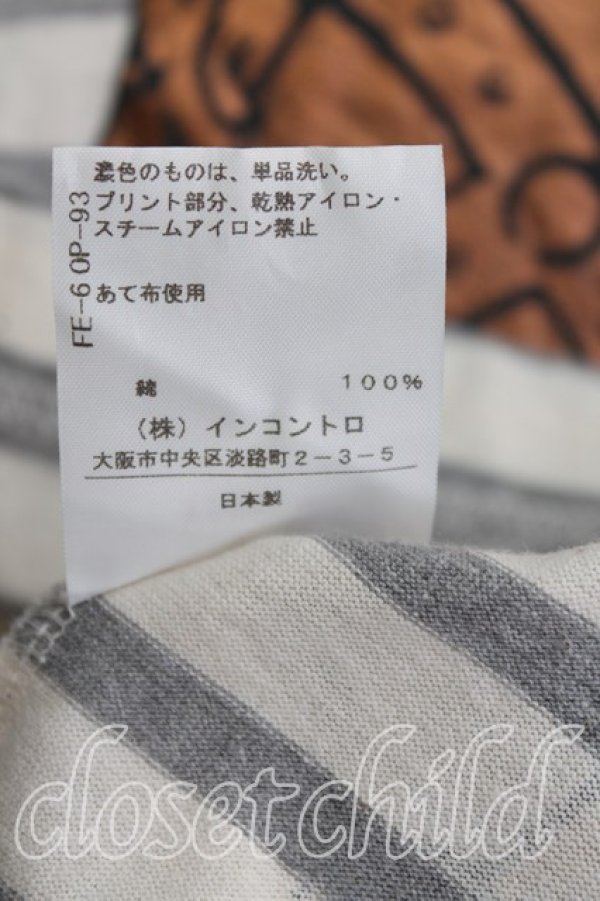 濃色のものは、単品洗い。
プリント部分、乾熱アイロン・
スチームアイロン禁止
あて布使用
FE-6 OP-93
綿 100%
(株) インコントロ
大阪市中央区淡路町2-3-5
日本製
closet child